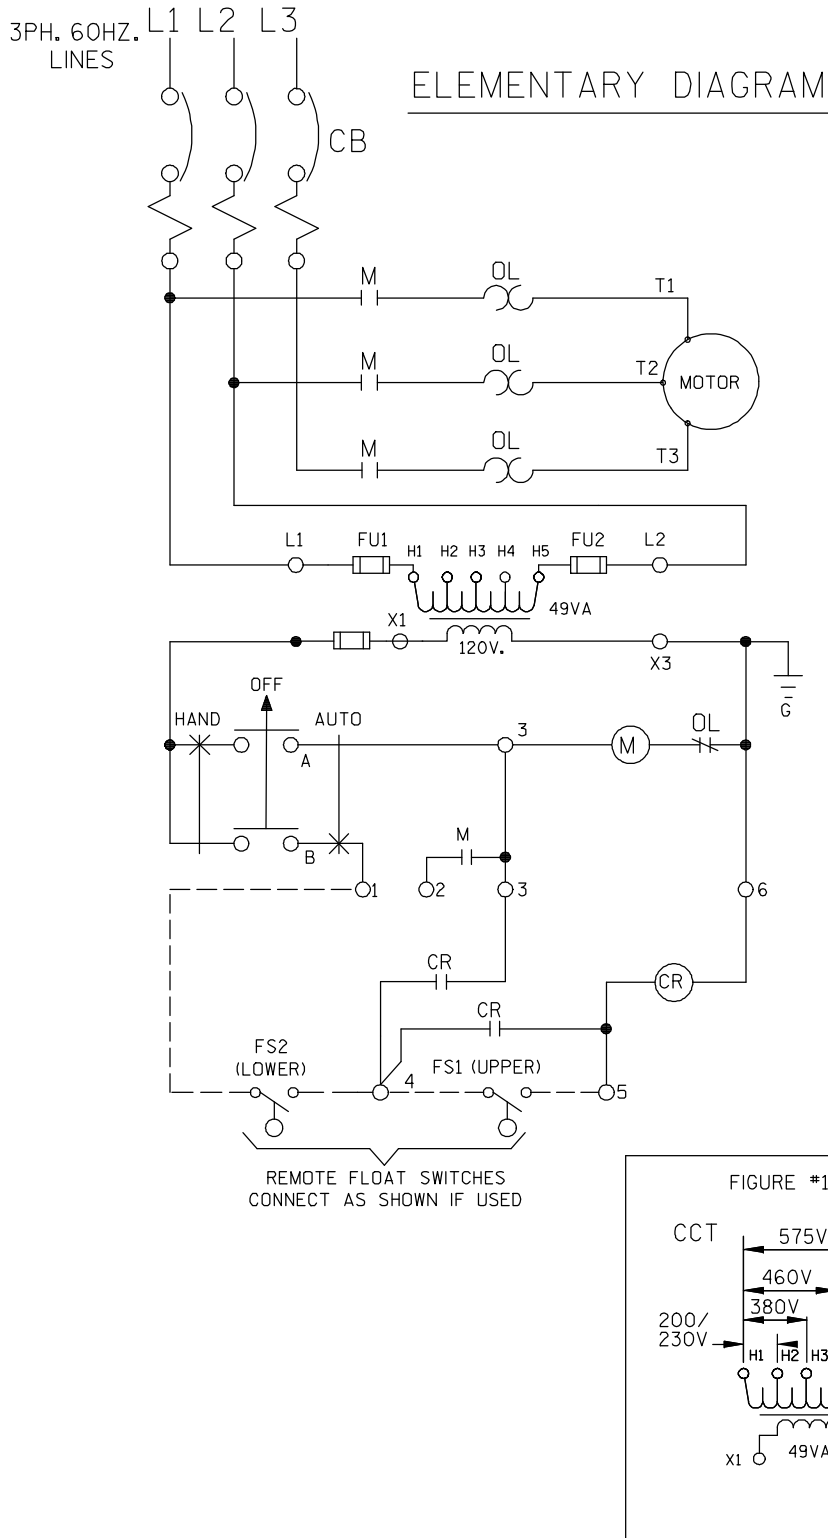 3PH. 60HZ. L1 L2 L3
LINES
ELEMENTARY DIAGRAM
CB
M OL T1
M OL T2 MOTOR
M OL T3
L1 FU1 H1 H2 H3 H4 H5 FU2 L2
49VA
X1 120V. X3
G
OFF
HAND AUTO
A 3 M OL
B M
1 2 3 6
CR CR
CR
FS2
(LOWER) FS1 (UPPER)
4 5
REMOTE FLOAT SWITCHES
CONNECT AS SHOWN IF USED
FIGURE #1
CCT 575V
460V
380V
200/
230V
H1 H2 H3
X1 49VA